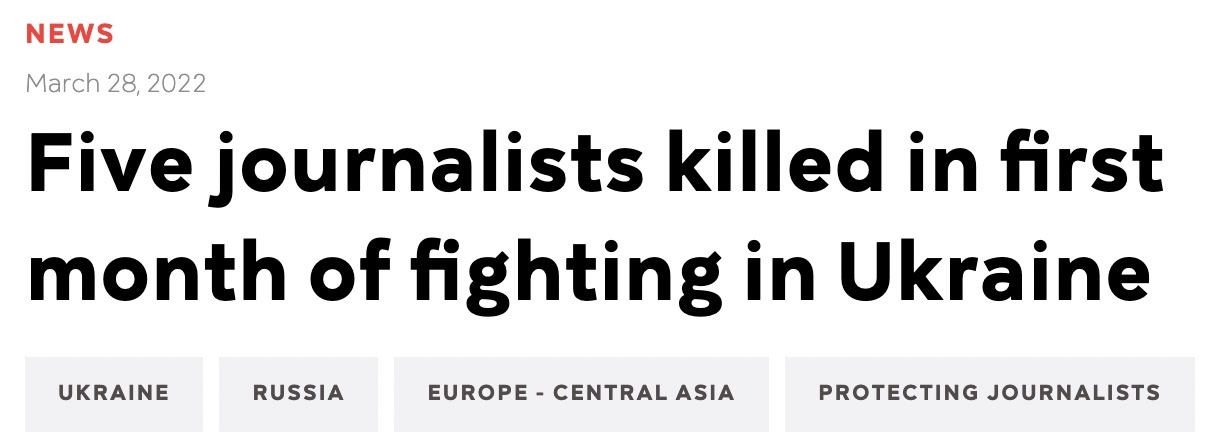 NEWS
March 28, 2022
Five journalists killed in first
month of fighting in Ukraine
UKRAINE RUSSIA EUROPE - CENTRAL ASIA PROTECTING JOURNALISTS